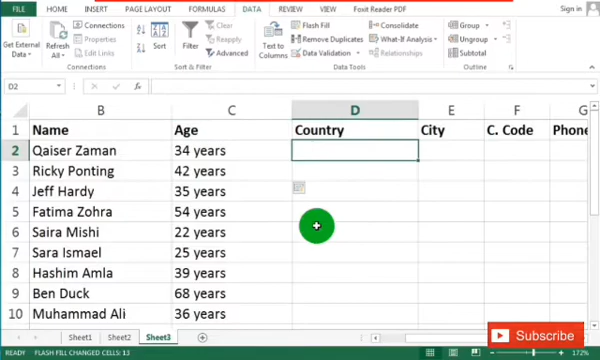 FILE HOME INSERT PAGE LAYOUT FORMULAS DATA REVIEW VIEW Foxit Reader PDF Sign in
Get External Data
Refresh All
Connections
Properties
Edit Links
Connections
Sort
Clear
Reapply
Advanced
Sort & Filter
Text to Columns
Flash Fill
Remove Duplicates
Data Validation
Consolidate
What-If Analysis
Relationships
Data Tools
Group
Ungroup
Subtotal
Outline
D2 fx
B C D E F G
1 Name Age Country City C. Code Phone
2 Qaiser Zaman 34 years
3 Ricky Ponting 42 years
4 Jeff Hardy 35 years
5 Fatima Zohra 54 years
6 Saira Mishi 22 years
7 Sara Ismael 25 years
8 Hashim Amla 39 years
9 Ben Duck 68 years
10 Muhammad Ali 36 years
Sheet1 Sheet2 Sheet3
Subscribe
READY FLASH FILL CHANGED CELLS: 13 172%